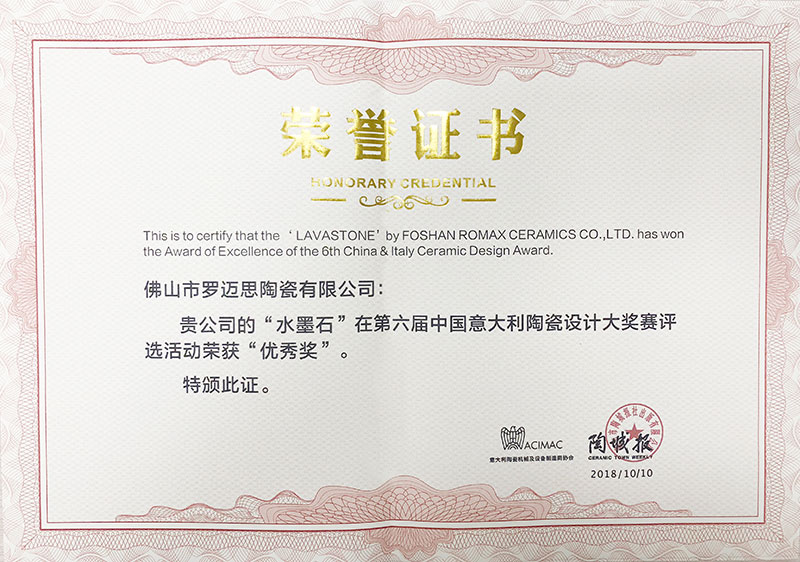 荣誉证书
HONORARY CREDENTIAL
This is to certify that the ‘ LAVASTONE’ by FOSHAN ROMAX CERAMICS CO.,LTD. has won
the Award of Excellence of the 6th China & Italy Ceramic Design Award.
佛山市罗迈思陶瓷有限公司：
贵公司的“水墨石”在第六届中国意大利陶瓷设计大奖赛评
选活动荣获“优秀奖”。
特颁此证。
ACIMAC
意大利陶瓷机械及设备制造商协会
陶城报
CERAMIC TOWN WEEKLY
2018/10/10